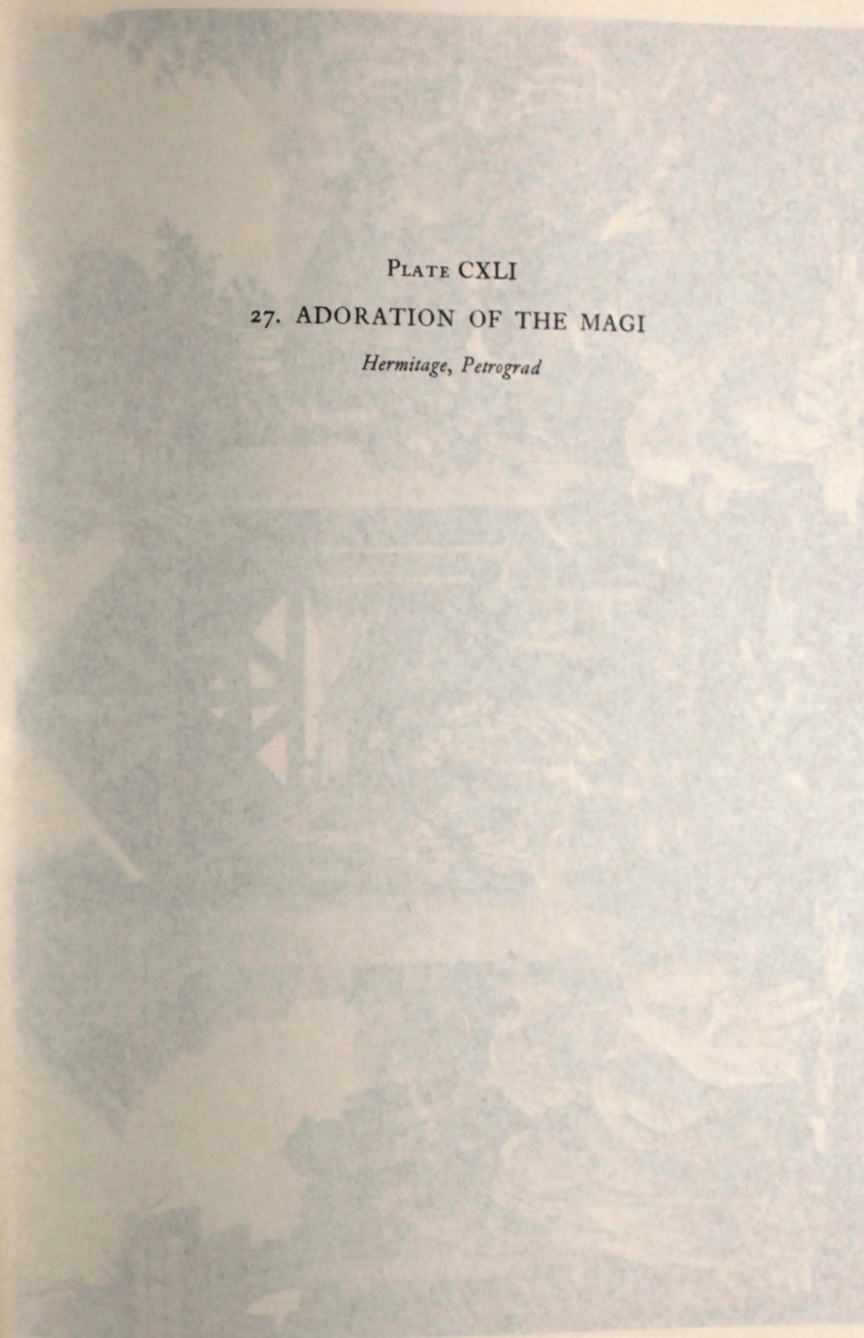 PLATE CXLI
27. ADORATION OF THE MAGI
Hermitage, Petrograd